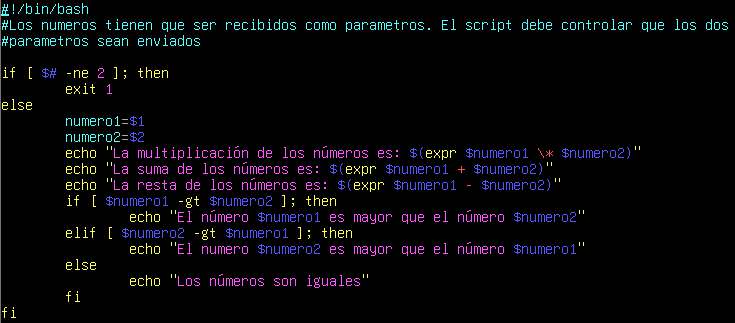 #!/bin/bash
#Los numeros tienen que ser recibidos como parametros. El script debe controlar que los dos
#parametros sean enviados
if [ $# -ne 2 ]; then
        exit 1
else
        numero1=$1
        numero2=$2
        echo "La multiplicación de los números es: $(expr $numero1 \* $numero2)"
        echo "La suma de los números es: $(expr $numero1 + $numero2)"
        echo "La resta de los números es: $(expr $numero1 - $numero2)"
        if [ $numero1 -gt $numero2 ]; then
                echo "El número $numero1 es mayor que el número $numero2"
        elif [ $numero2 -gt $numero1 ]; then
                echo "El numero $numero2 es mayor que el número $numero1"
        else
                echo "Los números son iguales"
        fi
fi